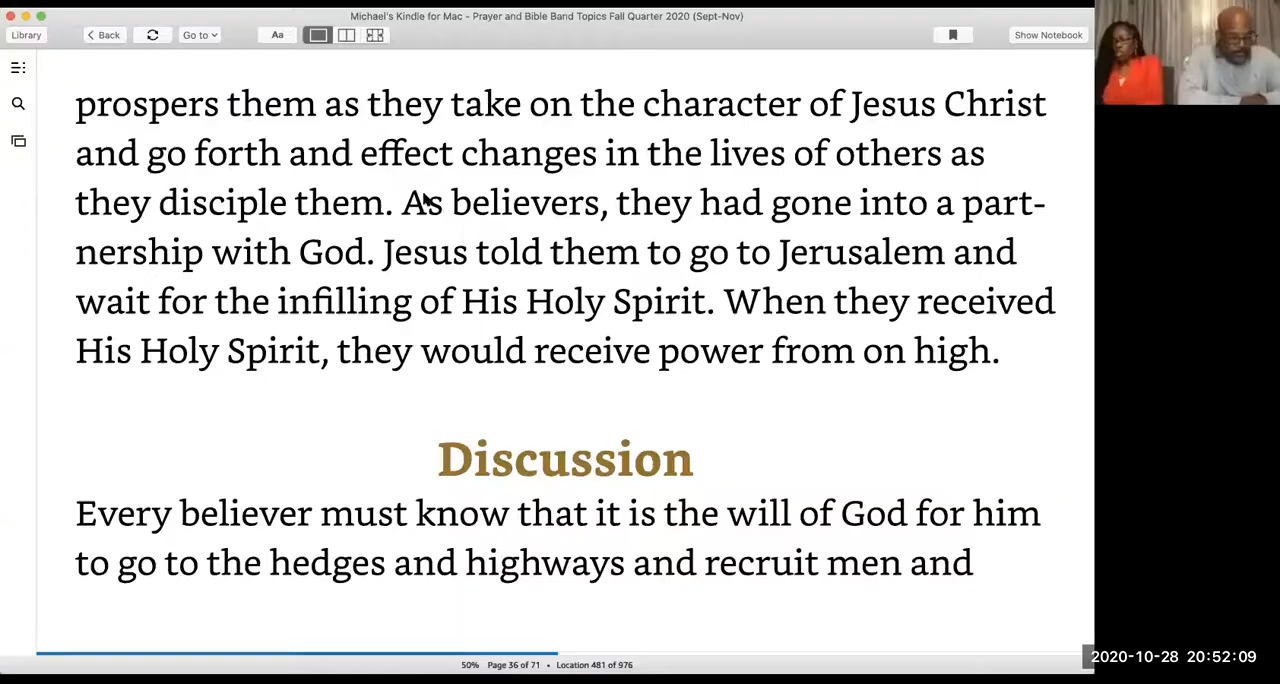 Michael's Kindle for Mac - Prayer and Bible Band Topics Fall Quarter 2020 (Sept-Nov)
Library
Back
Go to
Aa
Show Notebook
prospers them as they take on the character of Jesus Christ
and go forth and effect changes in the lives of others as
they disciple them. As believers, they had gone into a part-
nership with God. Jesus told them to go to Jerusalem and
wait for the infilling of His Holy Spirit. When they received
His Holy Spirit, they would receive power from on high.
Discussion
Every believer must know that it is the will of God for him
to go to the hedges and highways and recruit men and
50% Page 36 of 71 • Location 481 of 976
2020-10-28 20:52:09